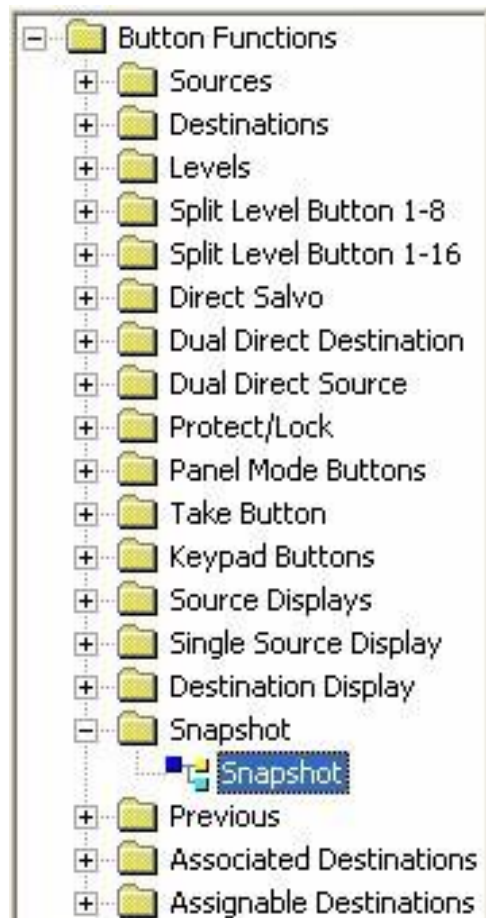 Button Functions
Sources
Destinations
Levels
Split Level Button 1-8
Split Level Button 1-16
Direct Salvo
Dual Direct Destination
Dual Direct Source
Protect/Lock
Panel Mode Buttons
Take Button
Keypad Buttons
Source Displays
Single Source Display
Destination Display
Snapshot
Snapshot
Previous
Associated Destinations
Assignable Destinations